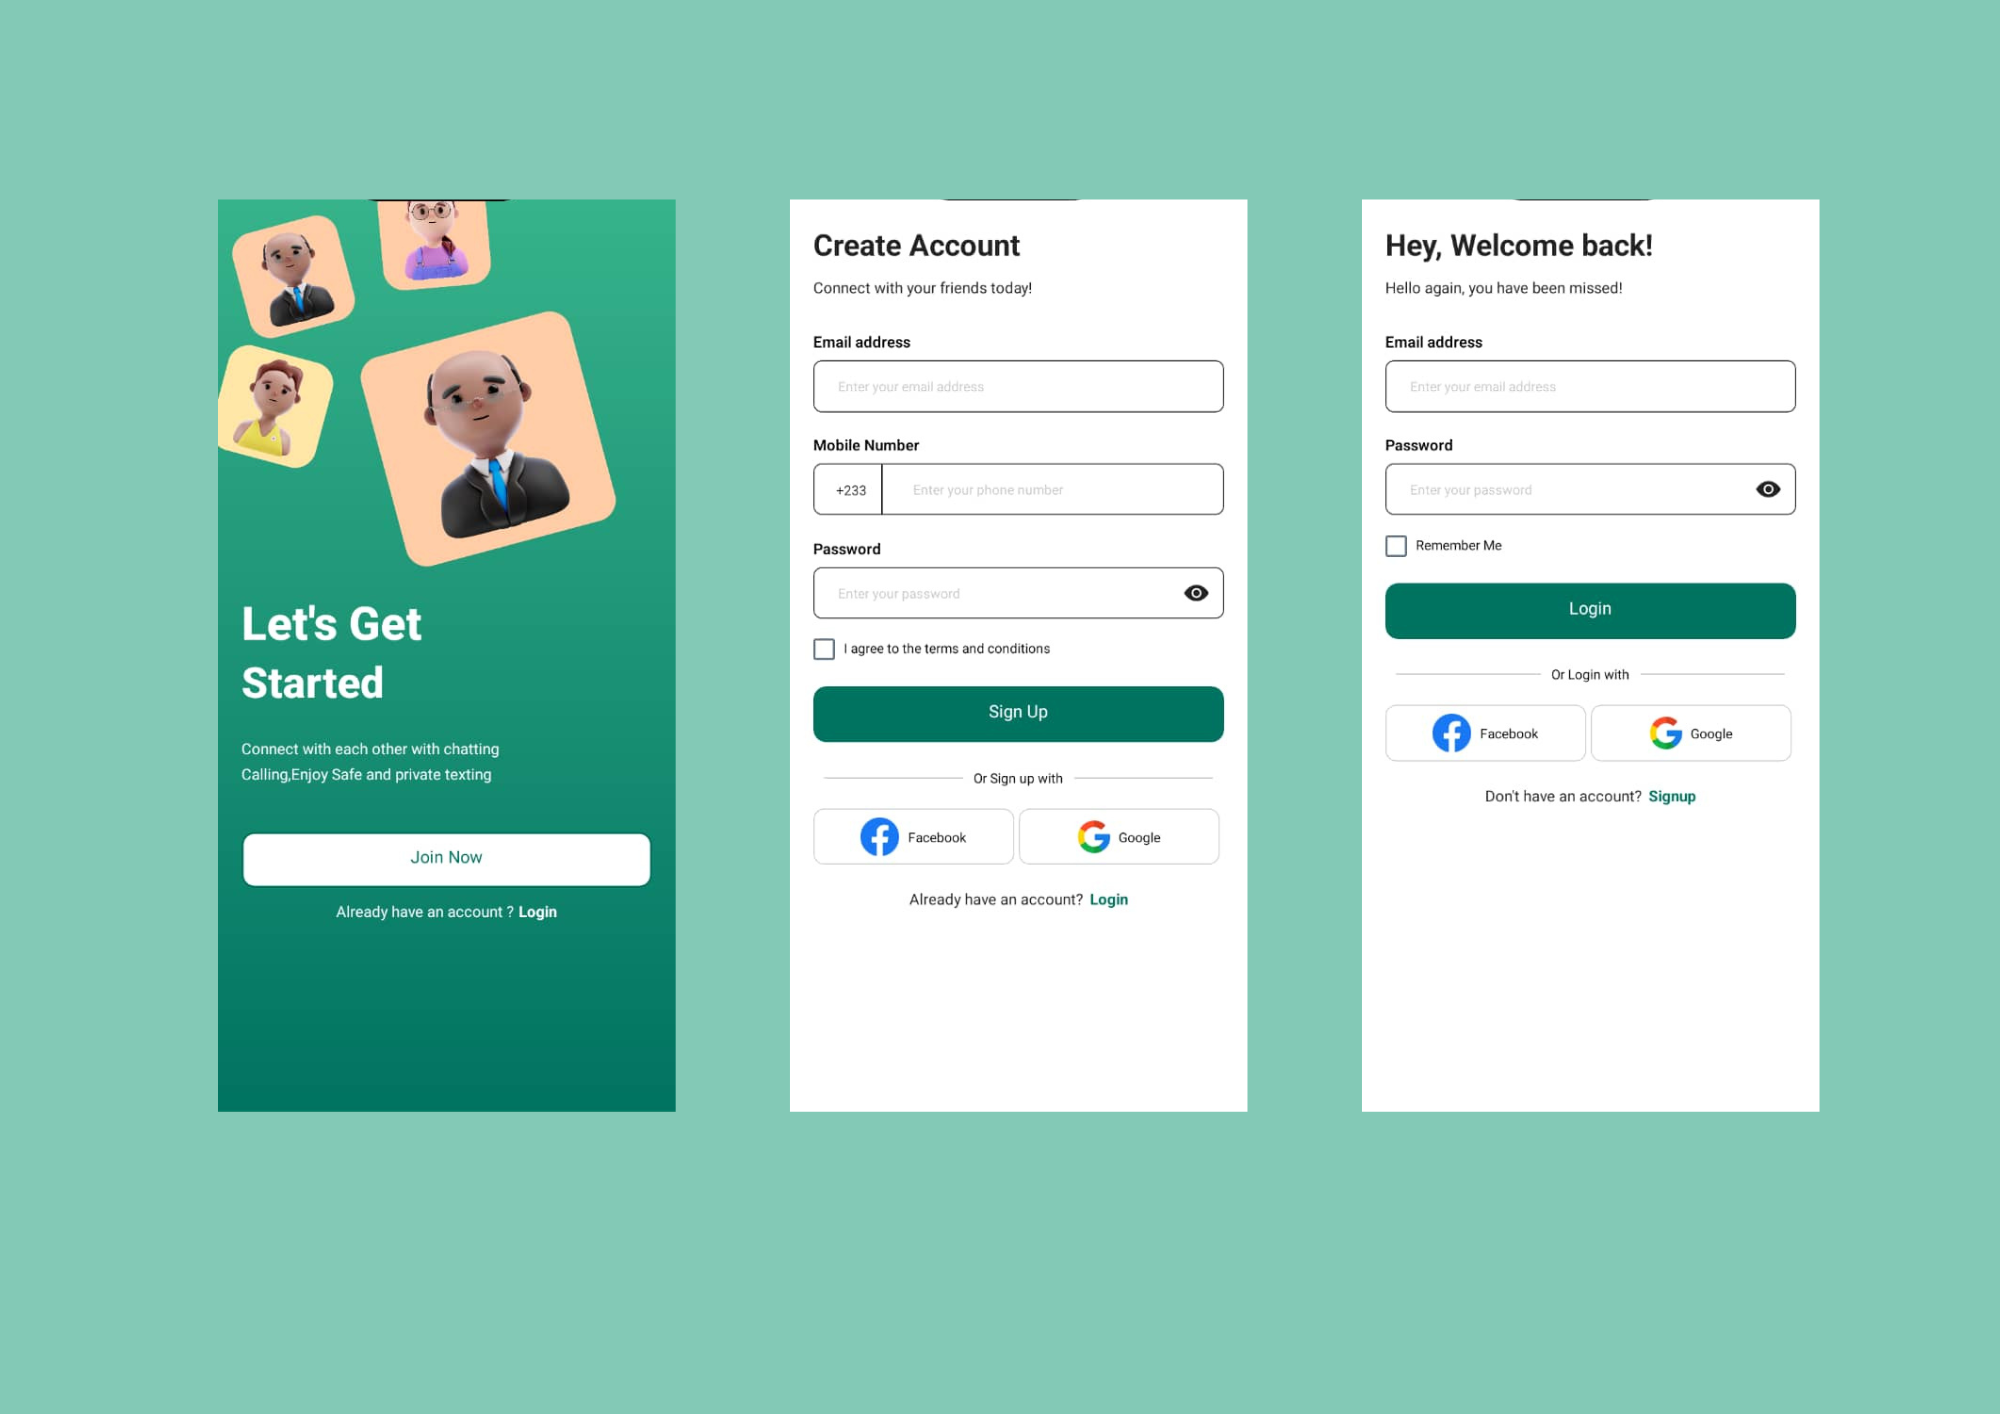 Let's Get
Started
Connect with each other with chatting
Calling,Enjoy Safe and private texting
Join Now
Already have an account ? Login
Create Account
Connect with your friends today!
Email address
Enter your email address
Mobile Number
+233 Enter your phone number
Password
Enter your password
I agree to the terms and conditions
Sign Up
Or Sign up with
Facebook Google
Already have an account? Login
Hey, Welcome back!
Hello again, you have been missed!
Email address
Enter your email address
Password
Enter your password
Remember Me
Login
Or Login with
Facebook Google
Don't have an account? Signup